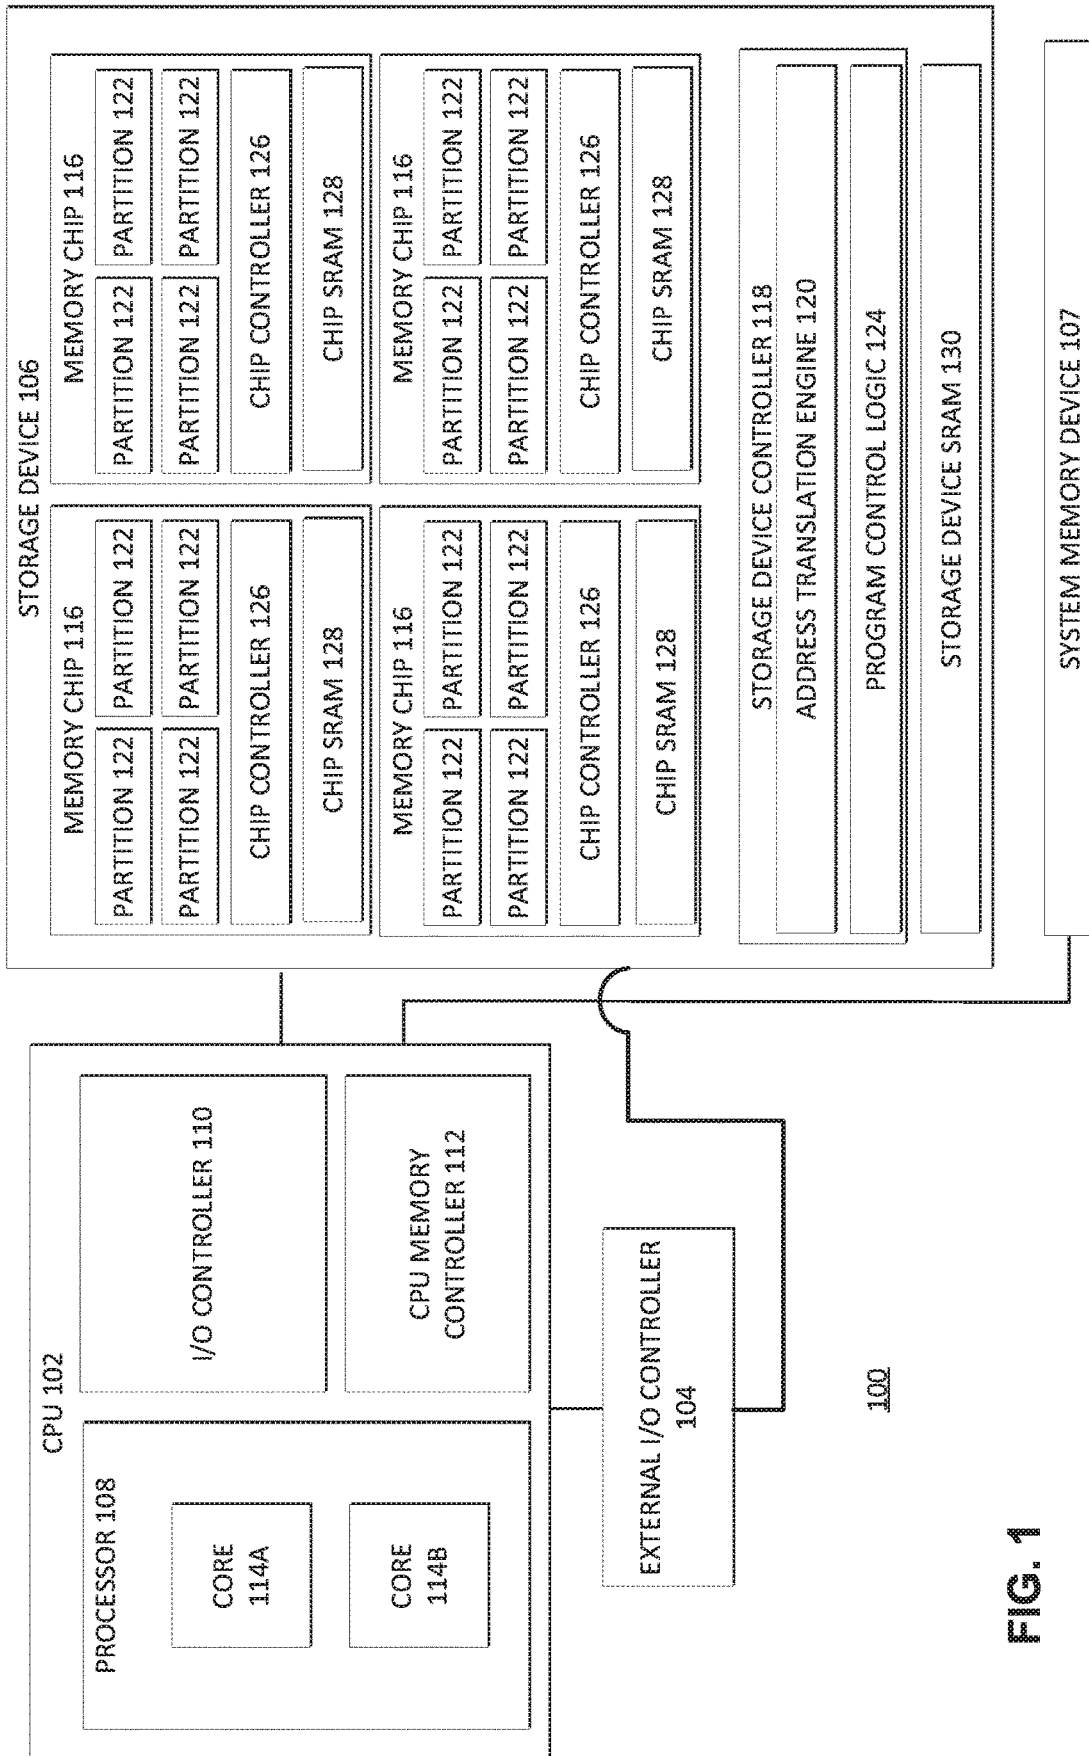 CPU 102
PROCESSOR 108
CORE
114A
CORE
114B
I/O CONTROLLER 110
CPU MEMORY
CONTROLLER 112
EXTERNAL I/O CONTROLLER
104
STORAGE DEVICE 106
MEMORY CHIP 116
PARTITION 122
PARTITION 122
PARTITION 122
PARTITION 122
CHIP CONTROLLER 126
CHIP SRAM 128
MEMORY CHIP 116
PARTITION 122
PARTITION 122
PARTITION 122
PARTITION 122
CHIP CONTROLLER 126
CHIP SRAM 128
MEMORY CHIP 116
PARTITION 122
PARTITION 122
PARTITION 122
PARTITION 122
CHIP CONTROLLER 126
CHIP SRAM 128
MEMORY CHIP 116
PARTITION 122
PARTITION 122
PARTITION 122
PARTITION 122
CHIP CONTROLLER 126
CHIP SRAM 128
STORAGE DEVICE CONTROLLER 118
ADDRESS TRANSLATION ENGINE 120
PROGRAM CONTROL LOGIC 124
STORAGE DEVICE SRAM 130
SYSTEM MEMORY DEVICE 107
100
FIG. 1